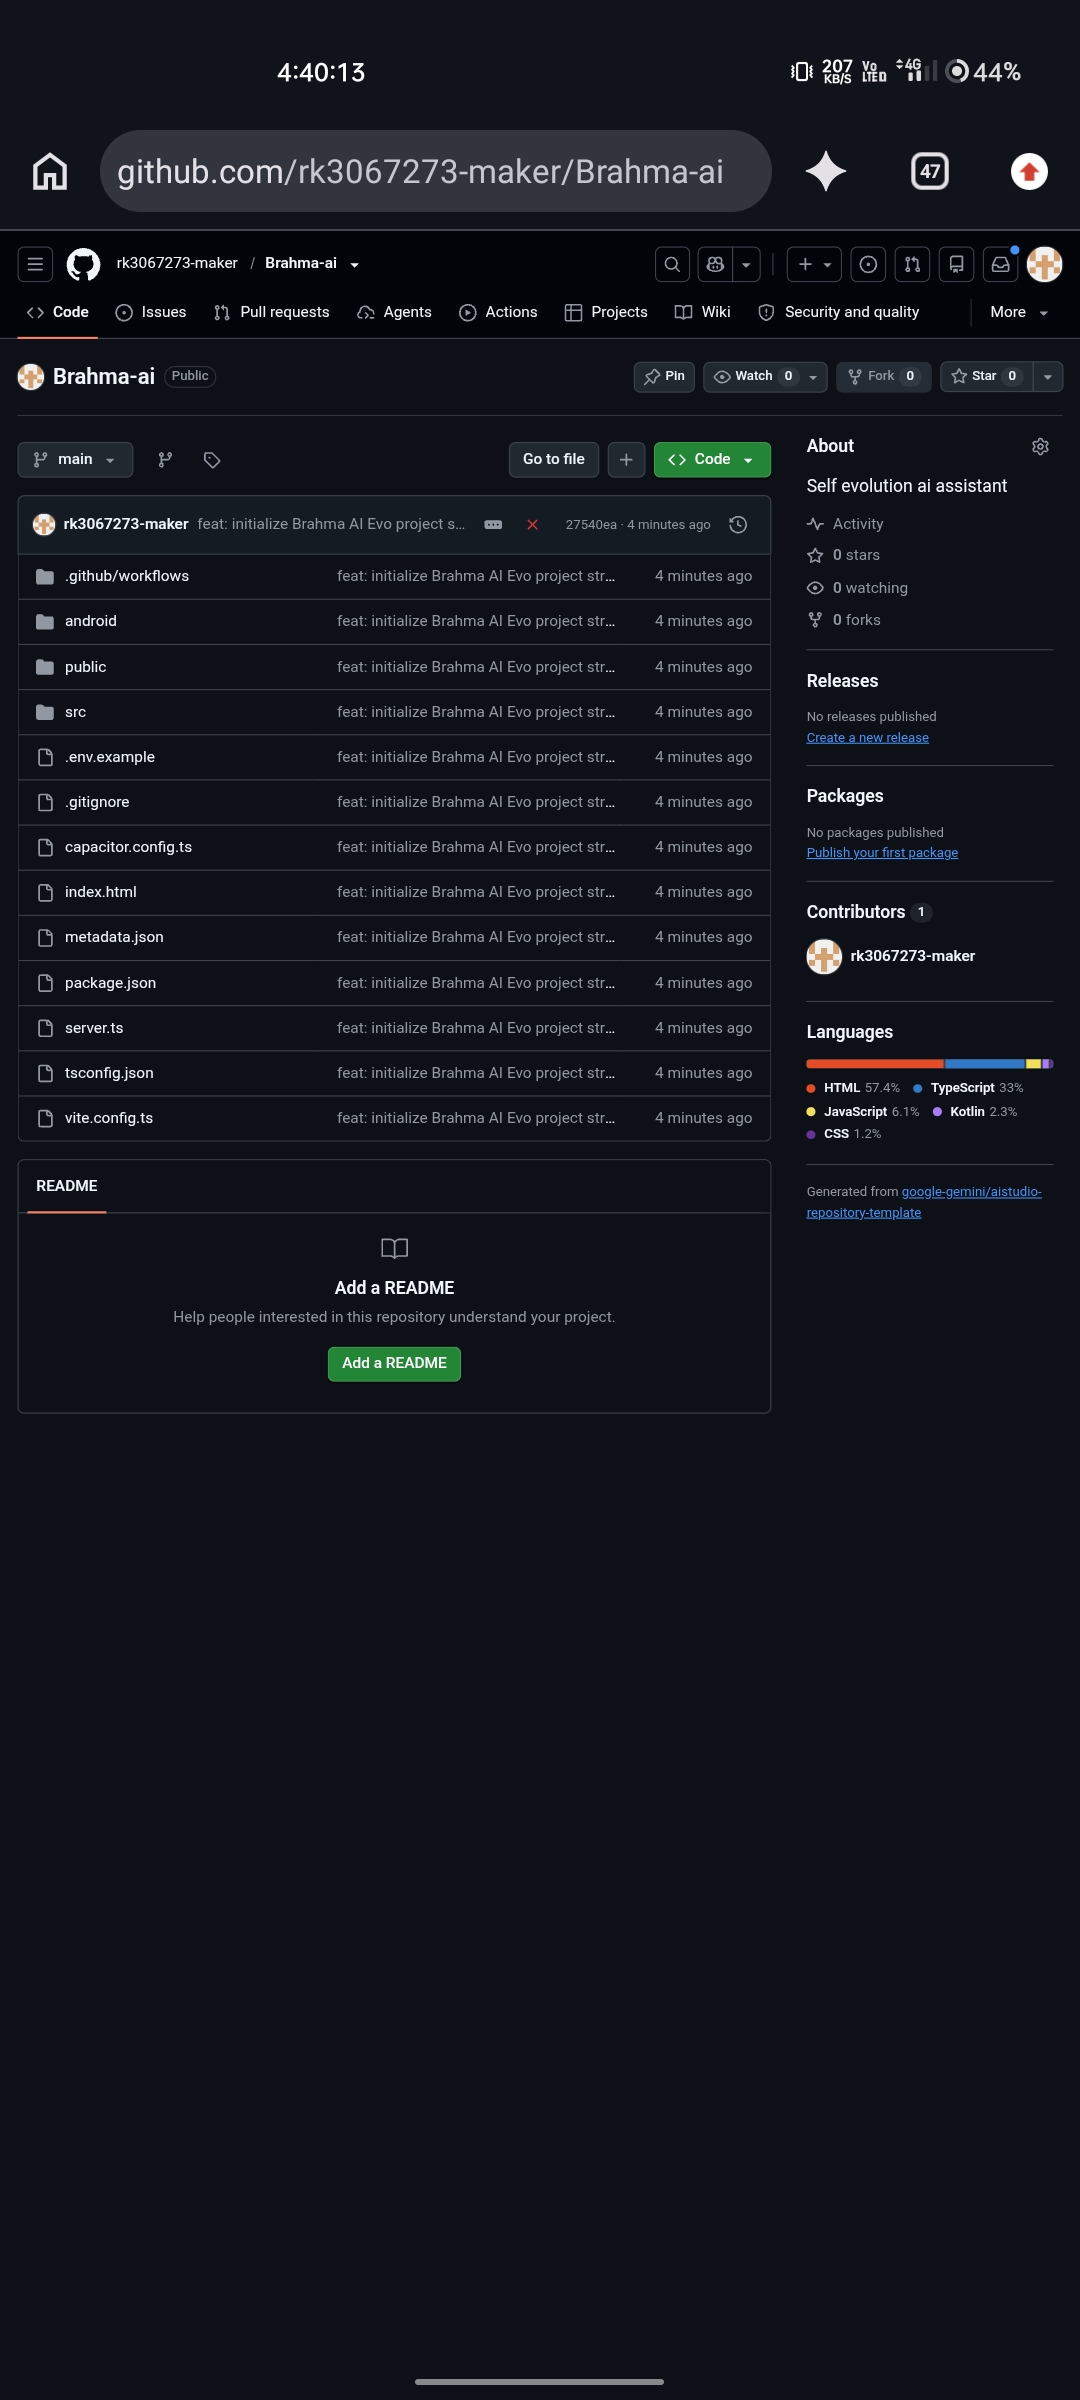 4:40:13
207 KB/S
Vo LTED
4G
44%
github.com/rk3067273-maker/Brahma-ai
47
rk3067273-maker / Brahma-ai
Code
Issues
Pull requests
Agents
Actions
Projects
Wiki
Security and quality
More
Brahma-ai
Public
Pin
Watch 0
Fork 0
Star 0
main
Go to file
Code
rk3067273-maker feat: initialize Brahma AI Evo project s... 27540ea · 4 minutes ago
.github/workflows feat: initialize Brahma AI Evo project str... 4 minutes ago
android feat: initialize Brahma AI Evo project str... 4 minutes ago
public feat: initialize Brahma AI Evo project str... 4 minutes ago
src feat: initialize Brahma AI Evo project str... 4 minutes ago
.env.example feat: initialize Brahma AI Evo project str... 4 minutes ago
.gitignore feat: initialize Brahma AI Evo project str... 4 minutes ago
capacitor.config.ts feat: initialize Brahma AI Evo project str... 4 minutes ago
index.html feat: initialize Brahma AI Evo project str... 4 minutes ago
metadata.json feat: initialize Brahma AI Evo project str... 4 minutes ago
package.json feat: initialize Brahma AI Evo project str... 4 minutes ago
server.ts feat: initialize Brahma AI Evo project str... 4 minutes ago
tsconfig.json feat: initialize Brahma AI Evo project str... 4 minutes ago
vite.config.ts feat: initialize Brahma AI Evo project str... 4 minutes ago
README
Add a README
Help people interested in this repository understand your project.
Add a README
About
Self evolution ai assistant
Activity
0 stars
0 watching
0 forks
Releases
No releases published
Create a new release
Packages
No packages published
Publish your first package
Contributors 1
rk3067273-maker
Languages
HTML 57.4% TypeScript 33%
JavaScript 6.1% Kotlin 2.3%
CSS 1.2%
Generated from google-gemini/aistudio-
repository-template